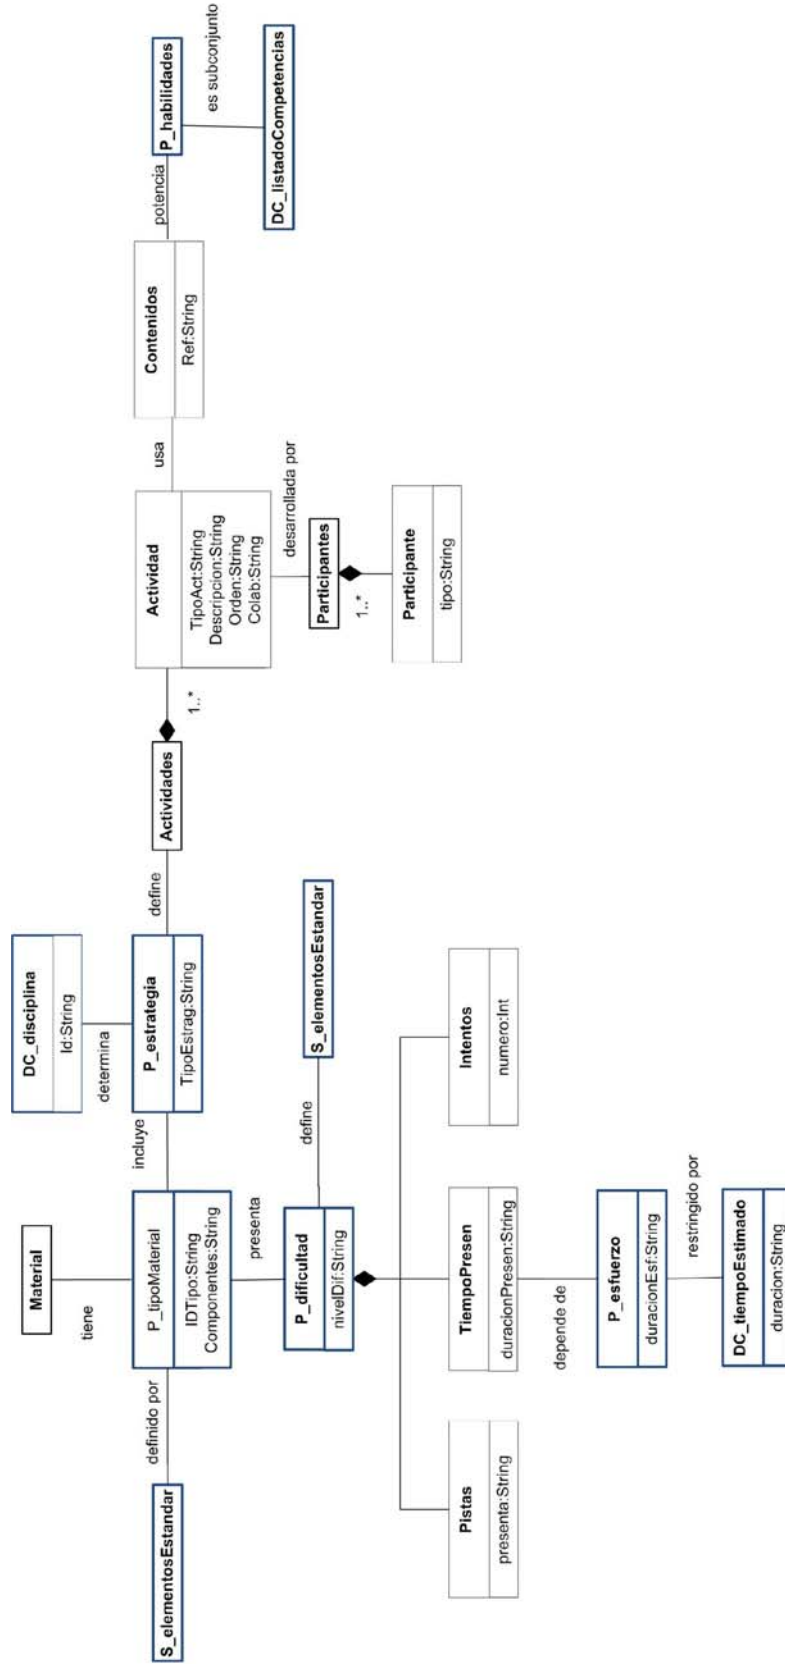 Material
tiene
S_elementosEstandar
definido por
P_tipoMaterial
IDTipo:String
Componentes:String
incluye
DC_disciplina
Id:String
determina
P_estrategia
TipoEstrag:String
define
Actividades
1..*
Actividad
TipoAct:String
Descripcion:String
Orden:String
Colab:String
usa
Contenidos
Ref:String
potencia
P_habilidades
es subconjunto
DC_listadoCompetencias
desarrollada por
Participantes
1..*
Participante
tipo:String
presenta
P_dificultad
nivelDif:String
define
S_elementosEstandar
Pistas
presenta:String
TiempoPresen
duracionPresen:String
Intentos
numero:Int
depende de
P_esfuerzo
duracionEsf:String
restringido por
DC_tiempoEstimado
duracion:String